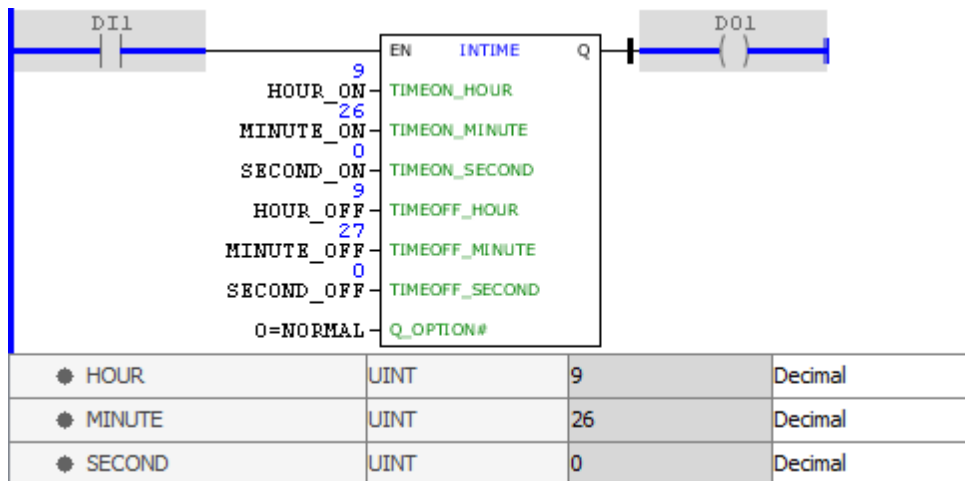 DI1 DO1
EN INTIME Q
9
HOUR_ON TIMEON_HOUR
26
MINUTE_ON TIMEON_MINUTE
0
SECOND_ON TIMEON_SECOND
9
HOUR_OFF TIMEOFF_HOUR
27
MINUTE_OFF TIMEOFF_MINUTE
0
SECOND_OFF TIMEOFF_SECOND
0=NORMAL Q_OPTION#
HOUR UINT 9 Decimal
MINUTE UINT 26 Decimal
SECOND UINT 0 Decimal